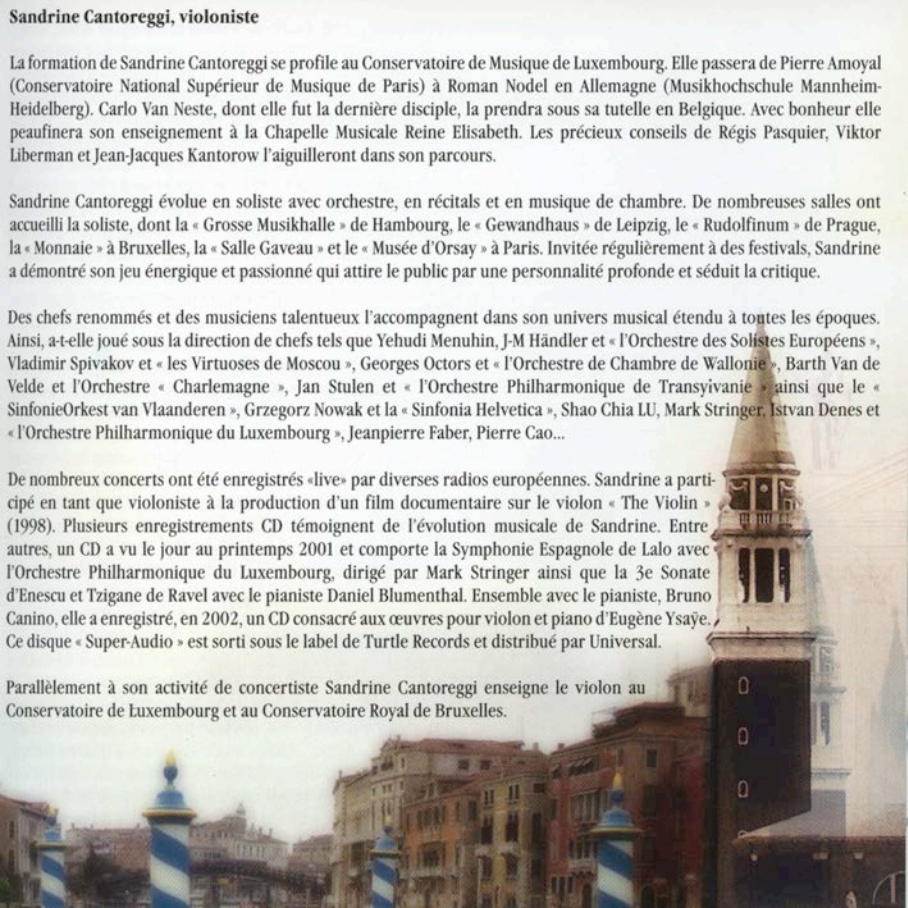 Sandrine Cantoreggi, violoniste
La formation de Sandrine Cantoreggi se profile au Conservatoire de Musique de Luxembourg. Elle passera de Pierre Amoyal
(Conservatoire National Supérieur de Musique de Paris) à Roman Nodel en Allemagne (Musikhochschule Mannheim-
Heidelberg). Carlo Van Neste, dont elle fut la dernière disciple, la prendra sous sa tutelle en Belgique. Avec bonheur elle
peaufinera son enseignement à la Chapelle Musicale Reine Elisabeth. Les précieux conseils de Régis Pasquier, Viktor
Liberman et Jean-Jacques Kantorow l'aiguilleront dans son parcours.
Sandrine Cantoreggi évolue en soliste avec orchestre, en récitals et en musique de chambre. De nombreuses salles ont
accueilli la soliste, dont la « Grosse Musikhalle » de Hambourg, le « Gewandhaus » de Leipzig, le « Rudolfinum » de Prague,
la « Monnaie » à Bruxelles, la « Salle Gaveau » et le « Musée d'Orsay » à Paris. Invitée régulièrement à des festivals, Sandrine
a démontré son jeu énergique et passionné qui attire le public par une personnalité profonde et séduit la critique.
Des chefs renommés et des musiciens talentueux l'accompagnent dans son univers musical étendu à toutes les époques.
Ainsi, a-t-elle joué sous la direction de chefs tels que Yehudi Menuhin, J-M Händler et « l'Orchestre des Solistes Européens »,
Vladimir Spivakov et « les Virtuoses de Moscou », Georges Octors et « l'Orchestre de Chambre de Wallonie », Barth Van de
Velde et l'Orchestre « Charlemagne », Jan Stulen et « l'Orchestre Philharmonique de Transyivanie » ainsi que le «
SinfonieOrkest van Vlaanderen », Grzegorz Nowak et la « Sinfonia Helvetica », Shao Chia LU, Mark Stringer, Istvan Denes et
« l'Orchestre Philharmonique du Luxembourg », Jeanpierre Faber, Pierre Cao...
De nombreux concerts ont été enregistrés «live» par diverses radios européennes. Sandrine a parti-
cipé en tant que violoniste à la production d'un film documentaire sur le violon « The Violin »
(1998). Plusieurs enregistrements CD témoignent de l'évolution musicale de Sandrine. Entre
autres, un CD a vu le jour au printemps 2001 et comporte la Symphonie Espagnole de Lalo avec
l'Orchestre Philharmonique du Luxembourg, dirigé par Mark Stringer ainsi que la 3e Sonate
d'Enescu et Tzigane de Ravel avec le pianiste Daniel Blumenthal. Ensemble avec le pianiste, Bruno
Canino, elle a enregistré, en 2002, un CD consacré aux œuvres pour violon et piano d'Eugène Ysaÿe.
Ce disque « Super-Audio » est sorti sous le label de Turtle Records et distribué par Universal.
Parallèlement à son activité de concertiste Sandrine Cantoreggi enseigne le violon au
Conservatoire de Luxembourg et au Conservatoire Royal de Bruxelles.